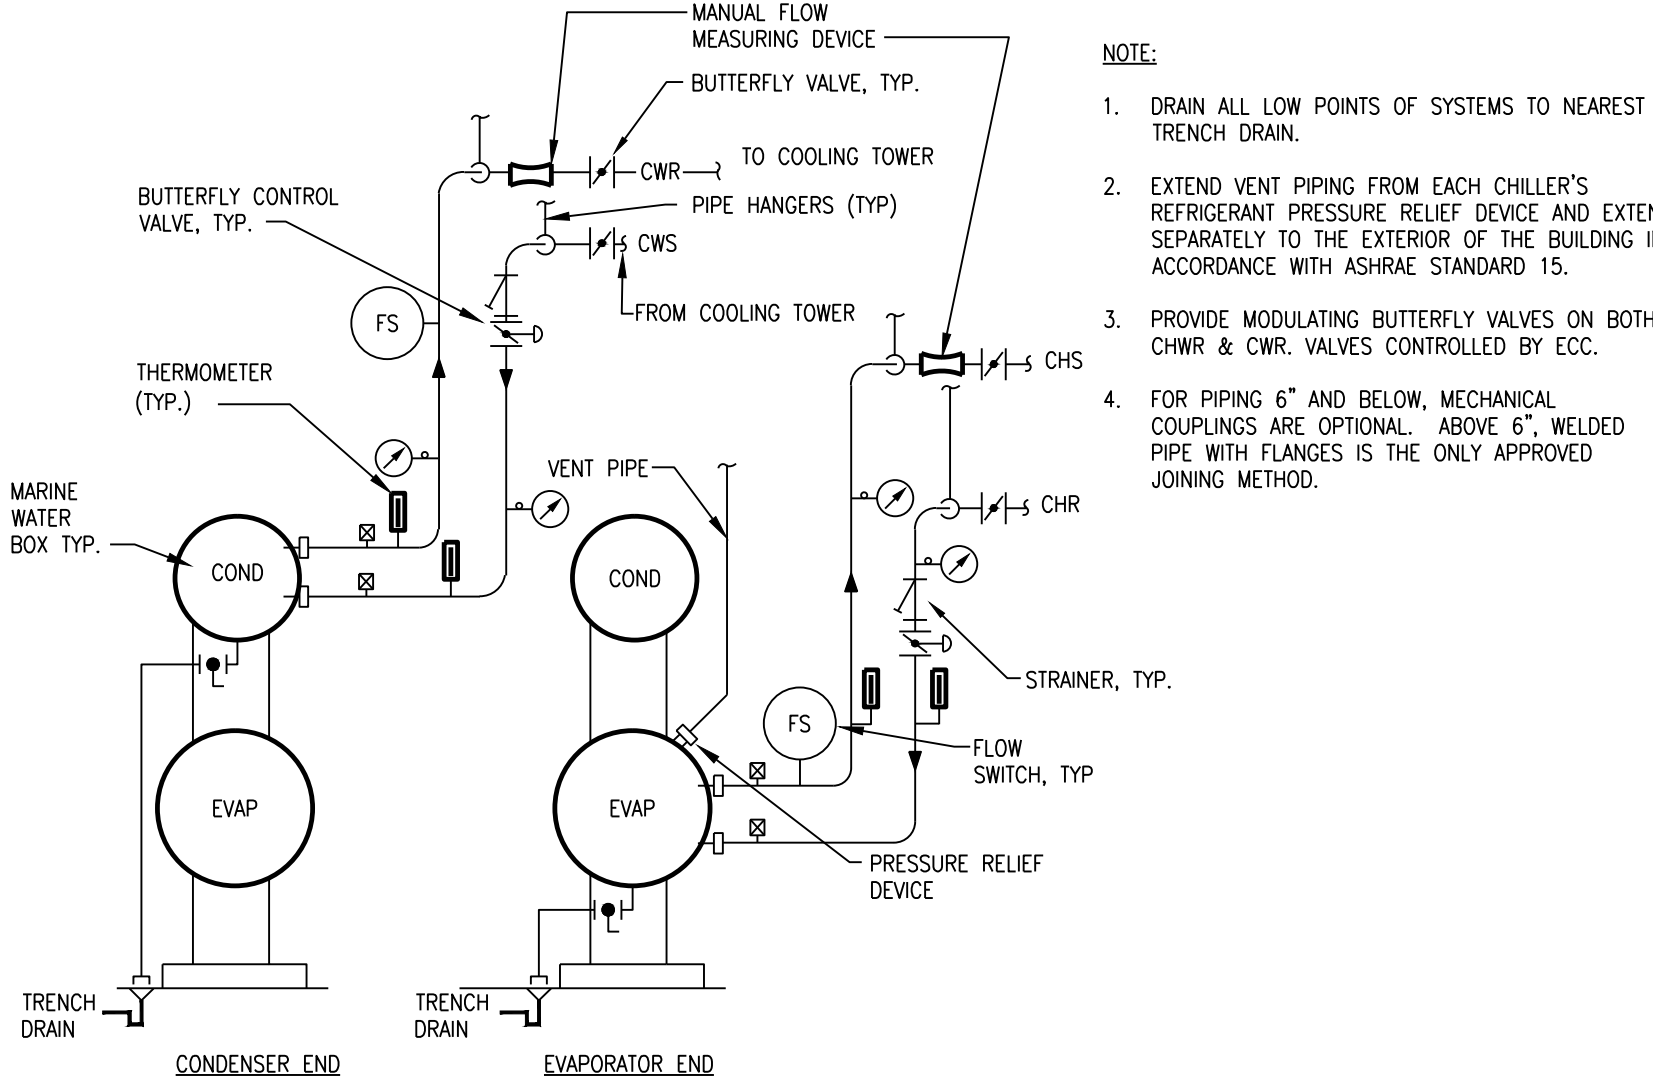 MANUAL FLOW
MEASURING DEVICE
BUTTERFLY VALVE, TYP.
CWR
TO COOLING TOWER
BUTTERFLY CONTROL
VALVE, TYP.
PIPE HANGERS (TYP)
CWS
FROM COOLING TOWER
FS
THERMOMETER
(TYP.)
CHS
VENT PIPE
MARINE
WATER
BOX TYP.
CHR
COND
COND
STRAINER, TYP.
FS
FLOW
SWITCH, TYP
EVAP
EVAP
PRESSURE RELIEF
DEVICE
TRENCH
DRAIN
TRENCH
DRAIN
CONDENSER END
EVAPORATOR END
NOTE:
1. DRAIN ALL LOW POINTS OF SYSTEMS TO NEAREST
TRENCH DRAIN.
2. EXTEND VENT PIPING FROM EACH CHILLER'S
REFRIGERANT PRESSURE RELIEF DEVICE AND
SEPARATELY TO THE EXTERIOR OF THE BUILDING
ACCORDANCE WITH ASHRAE STANDARD 15.
3. PROVIDE MODULATING BUTTERFLY VALVES ON BOTH
CHWR & CWR. VALVES CONTROLLED BY ECC.
4. FOR PIPING 6" AND BELOW, MECHANICAL
COUPLINGS ARE OPTIONAL. ABOVE 6", WELDED
PIPE WITH FLANGES IS THE ONLY APPROVED
JOINING METHOD.